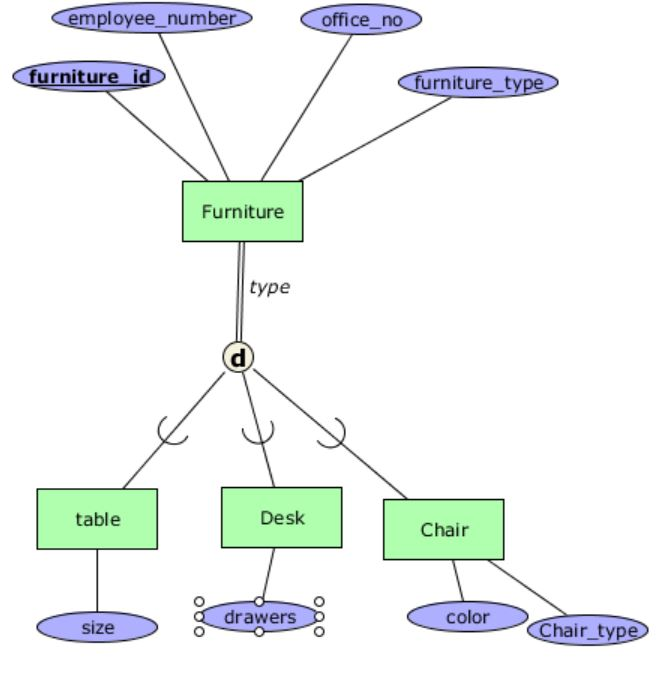 employee_number
office_no
furniture_id
furniture_type
Furniture
type
d
table
Desk
Chair
size
drawers
color
Chair_type